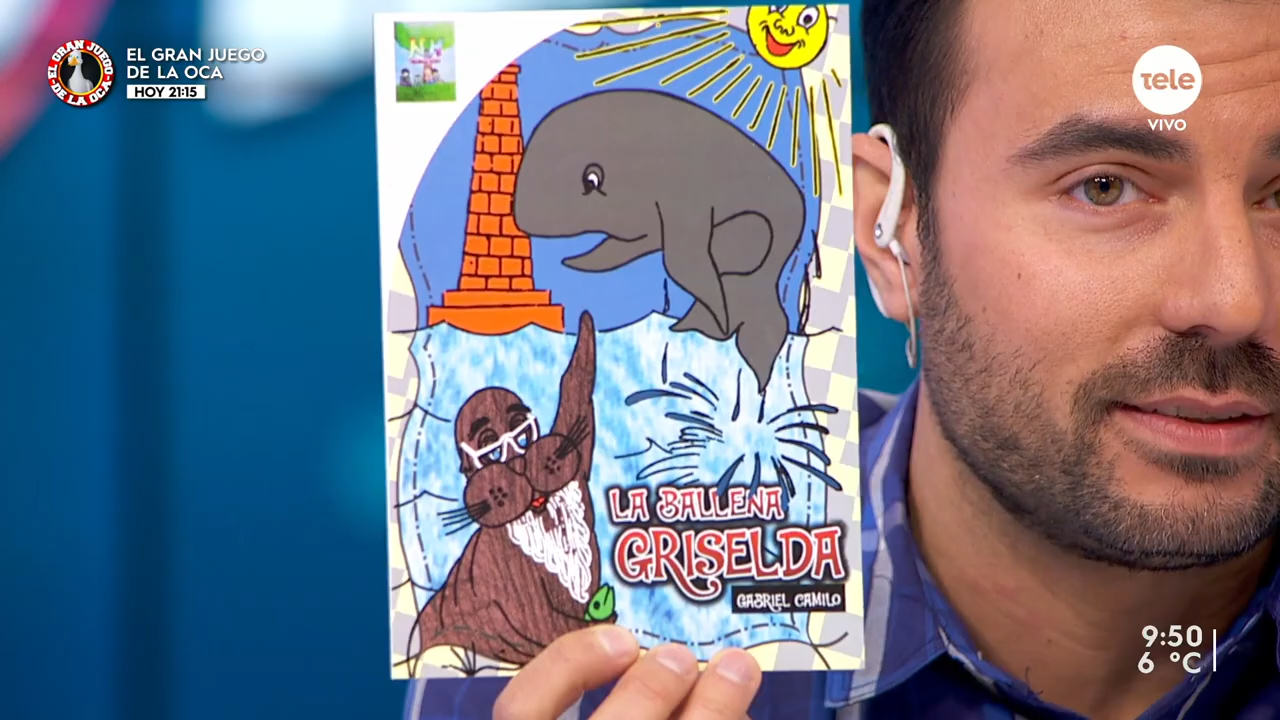 EL GRAN JUEGO
DE LA OCA
EL GRAN JUEGO
DE LA OCA
HOY 21:15
tele
VIVO
LA BALLENA
GRISELDA
GABRIEL CAMILO
9:50
6 °C